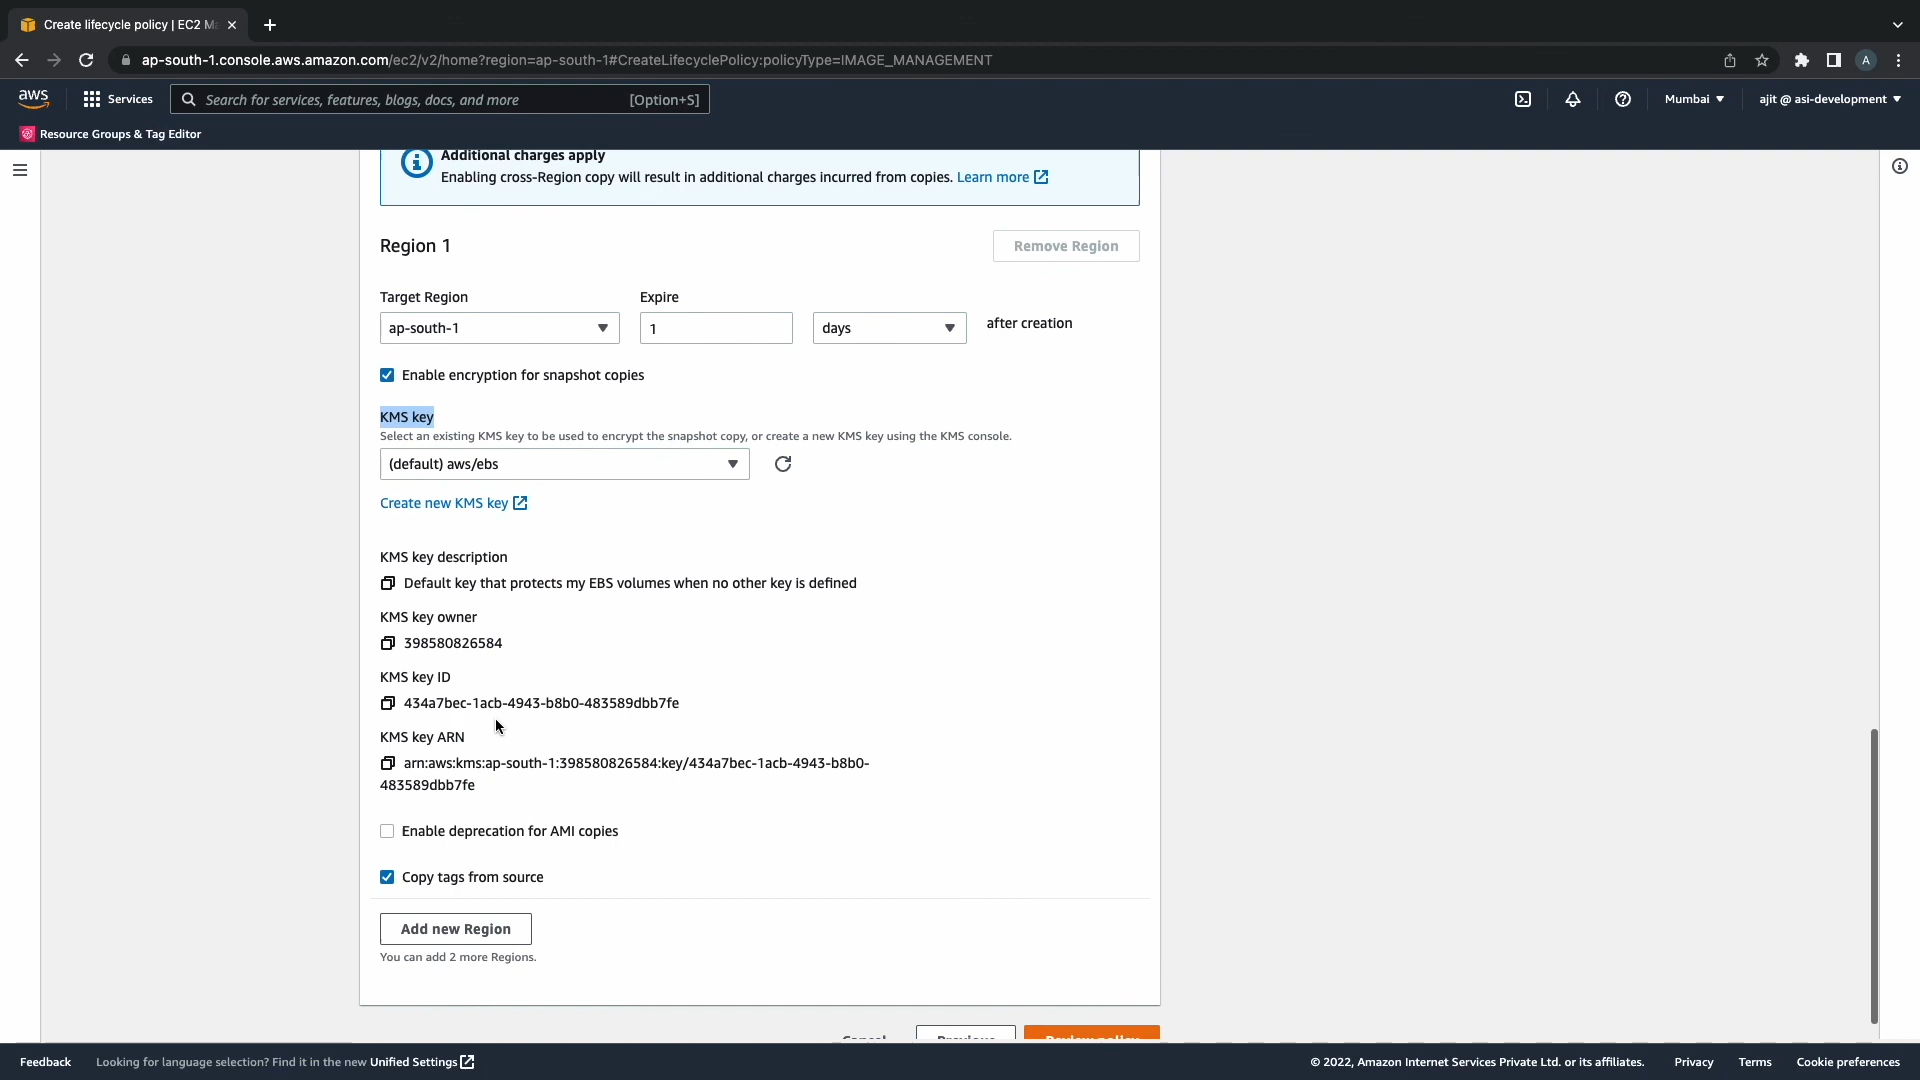 Create lifecycle policy | EC2 Ma
ap-south-1.console.aws.amazon.com/ec2/v2/home?region=ap-south-1#CreateLifecyclePolicy:policyType=IMAGE_MANAGEMENT
A
aws
Services
Search for services, features, blogs, docs, and more
[Option+S]
Mumbai
ajit @ asi-development
Resource Groups & Tag Editor
Additional charges apply
Enabling cross-Region copy will result in additional charges incurred from copies. Learn more
Region 1
Remove Region
Target Region
Expire
ap-south-1
1
days
after creation
Enable encryption for snapshot copies
KMS key
Select an existing KMS key to be used to encrypt the snapshot copy, or create a new KMS key using the KMS console.
(default) aws/ebs
Create new KMS key
KMS key description
Default key that protects my EBS volumes when no other key is defined
KMS key owner
398580826584
KMS key ID
434a7bec-1acb-4943-b8b0-483589dbb7fe
KMS key ARN
arn:aws:kms:ap-south-1:398580826584:key/434a7bec-1acb-4943-b8b0-
483589dbb7fe
Enable deprecation for AMI copies
Copy tags from source
Add new Region
You can add 2 more Regions.
Cancel
Previous
Review policy
Feedback
Looking for language selection? Find it in the new Unified Settings
© 2022, Amazon Internet Services Private Ltd. or its affiliates.
Privacy
Terms
Cookie preferences